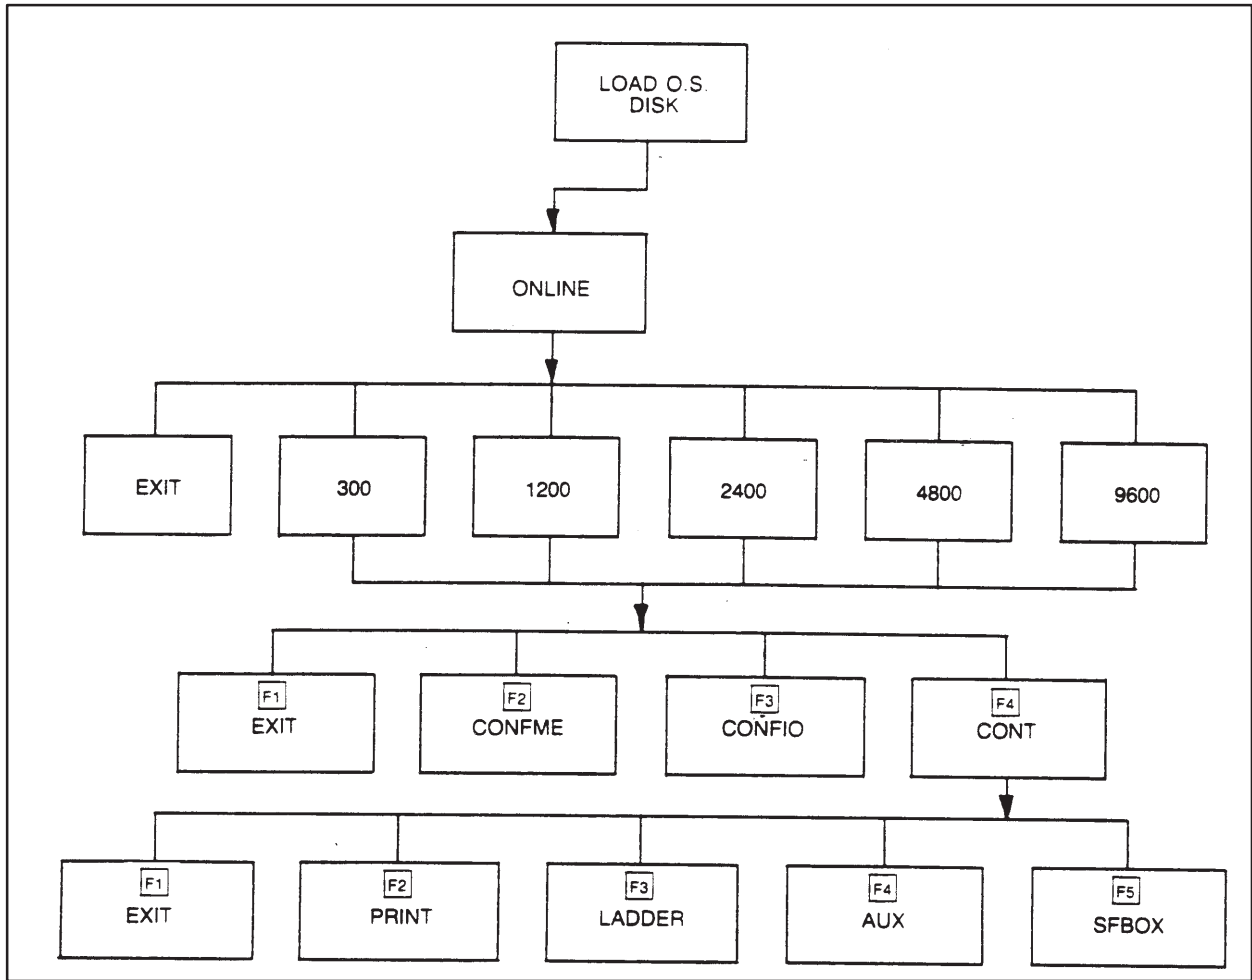 LOAD O.S.
DISK
ONLINE
EXIT
300
1200
2400
4800
9600
F1
EXIT
F2
CONFME
F3
CONFIO
F4
CONT
F1
EXIT
F2
PRINT
F3
LADDER
F4
AUX
F5
SFBOX